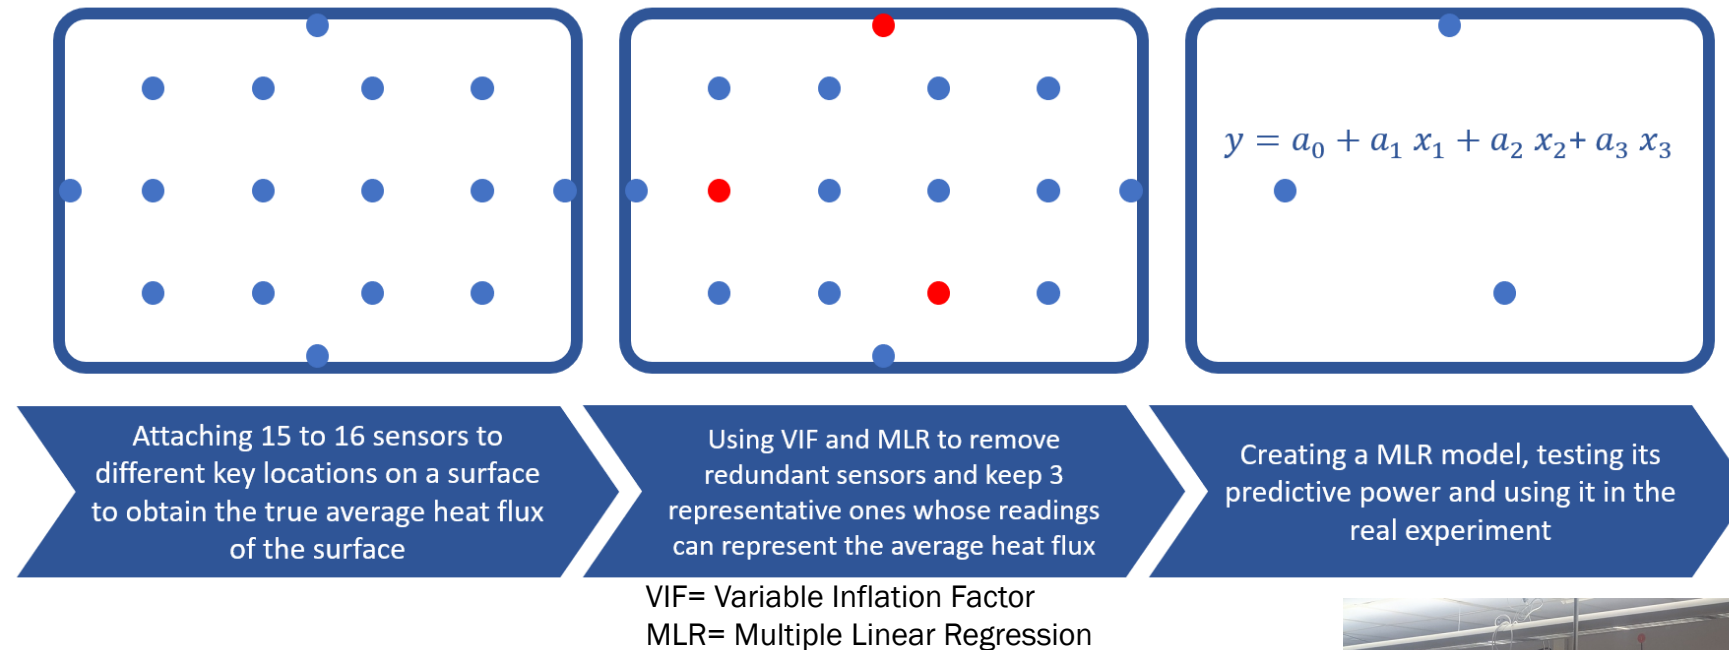 y = a₀ + a₁ x₁ + a₂ x₂+ a₃ x₃
Attaching 15 to 16 sensors to
different key locations on a surface
to obtain the true average heat flux
of the surface
Using VIF and MLR to remove
redundant sensors and keep 3
representative ones whose readings
can represent the average heat flux
Creating a MLR model, testing its
predictive power and using it in the
real experiment
VIF= Variable Inflation Factor
MLR= Multiple Linear Regression